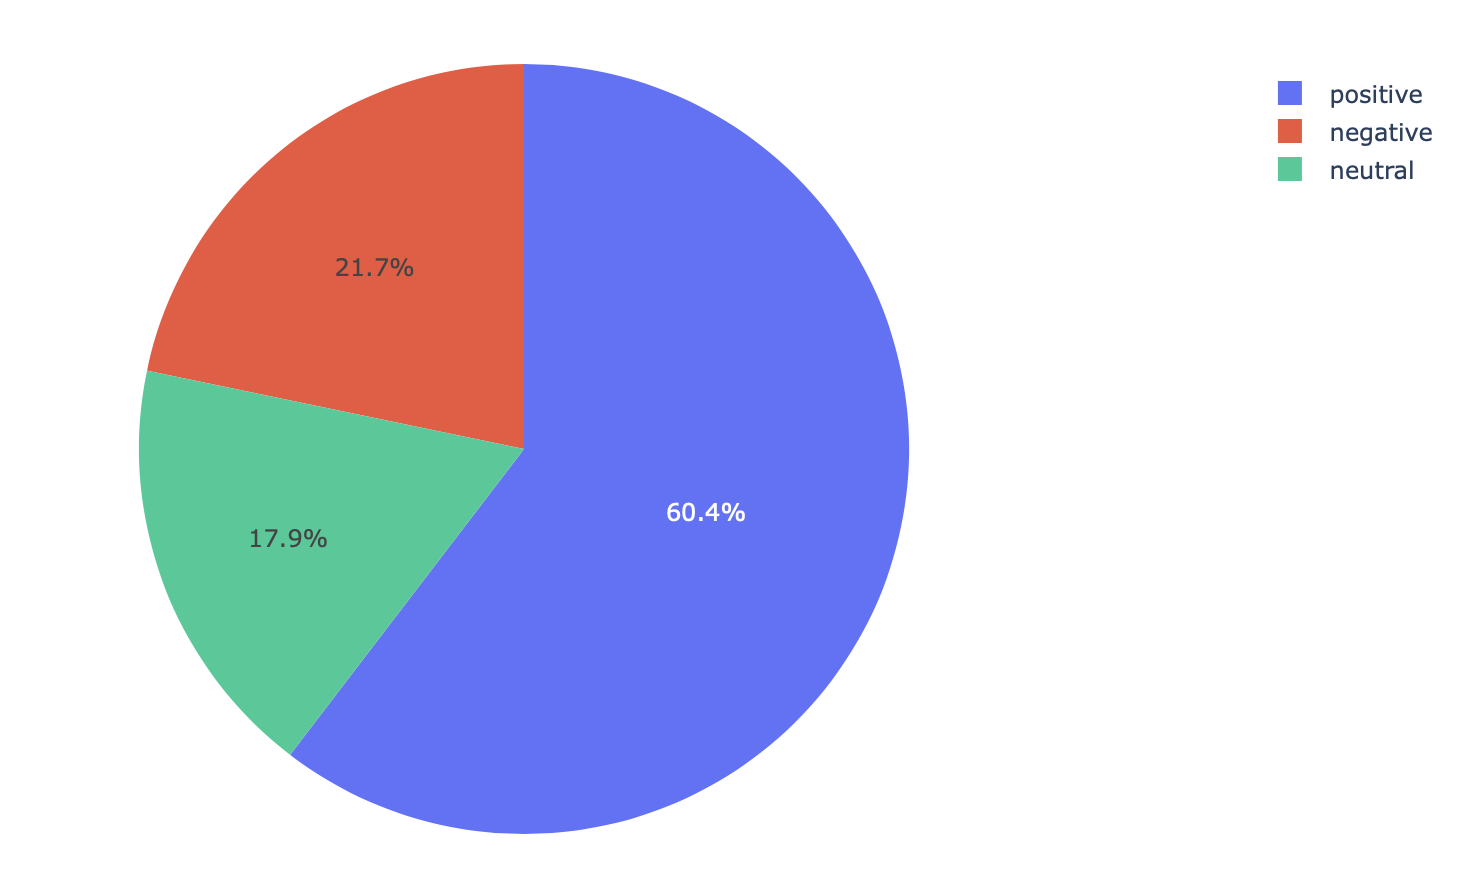 positive
negative
neutral
21.7%
60.4%
17.9%